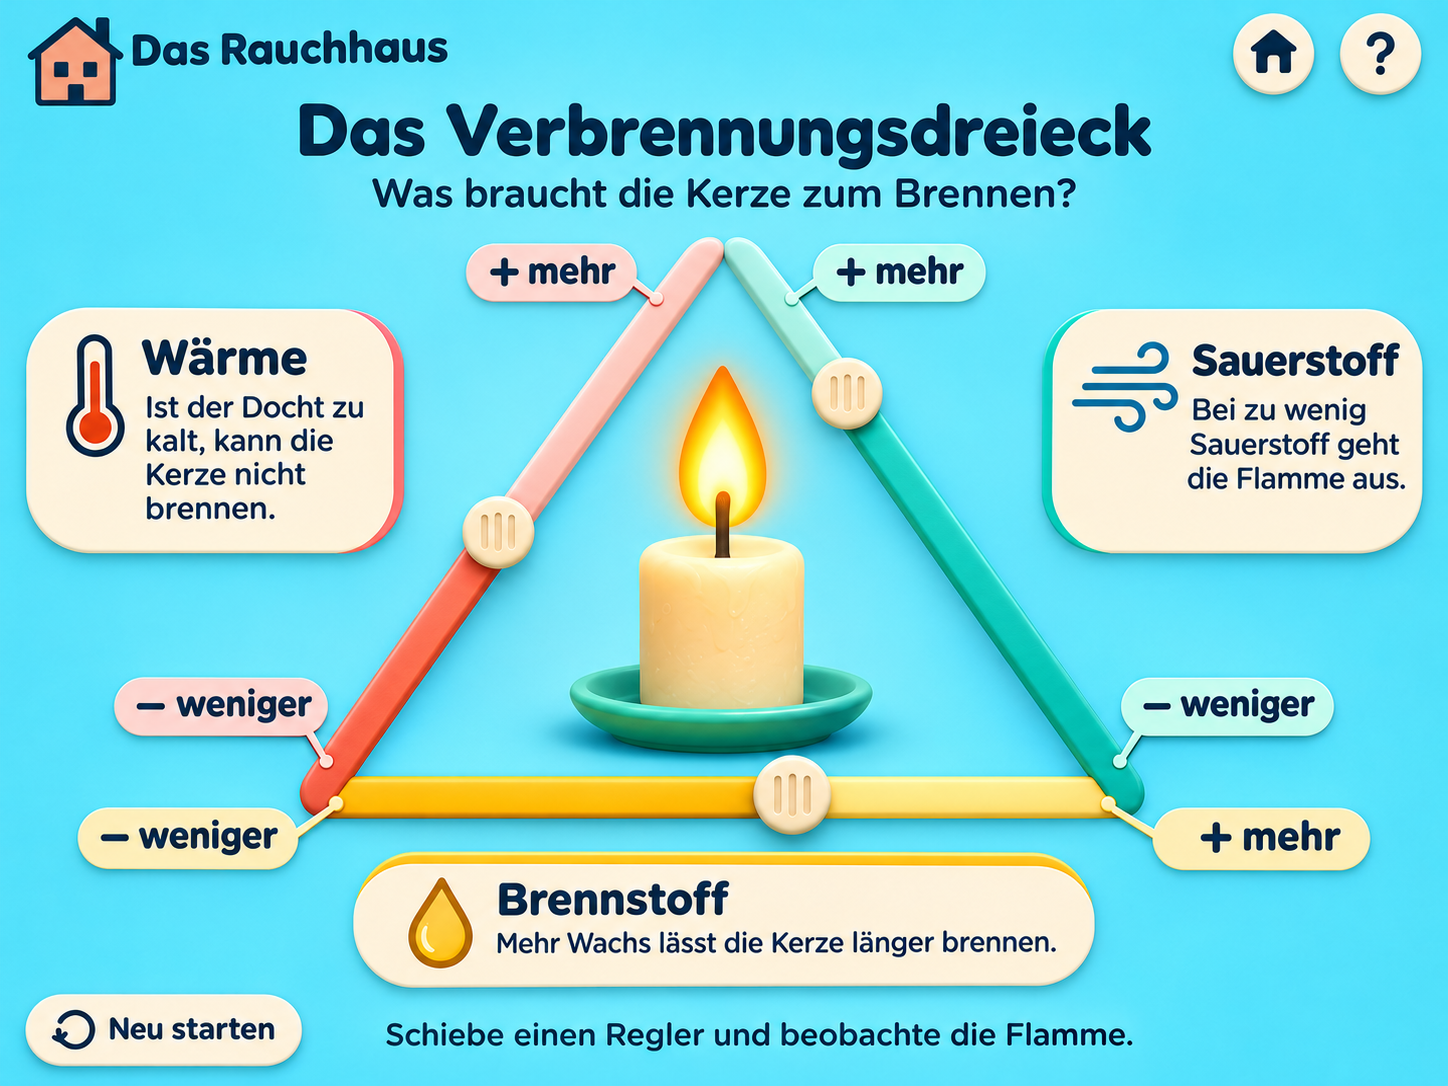 Das Rauchhaus
?
Das Verbrennungsdreieck
Was braucht die Kerze zum Brennen?
+ mehr
+ mehr
Wärme
Ist der Docht zu
kalt, kann die
Kerze nicht
brennen.
Sauerstoff
Bei zu wenig
Sauerstoff geht
die Flamme aus.
− weniger
− weniger
− weniger
+ mehr
Brennstoff
Mehr Wachs lässt die Kerze länger brennen.
Neu starten
Schiebe einen Regler und beobachte die Flamme.